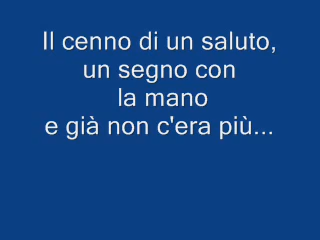 Il cenno di un saluto,
un segno con
la mano
e già non c'era più...